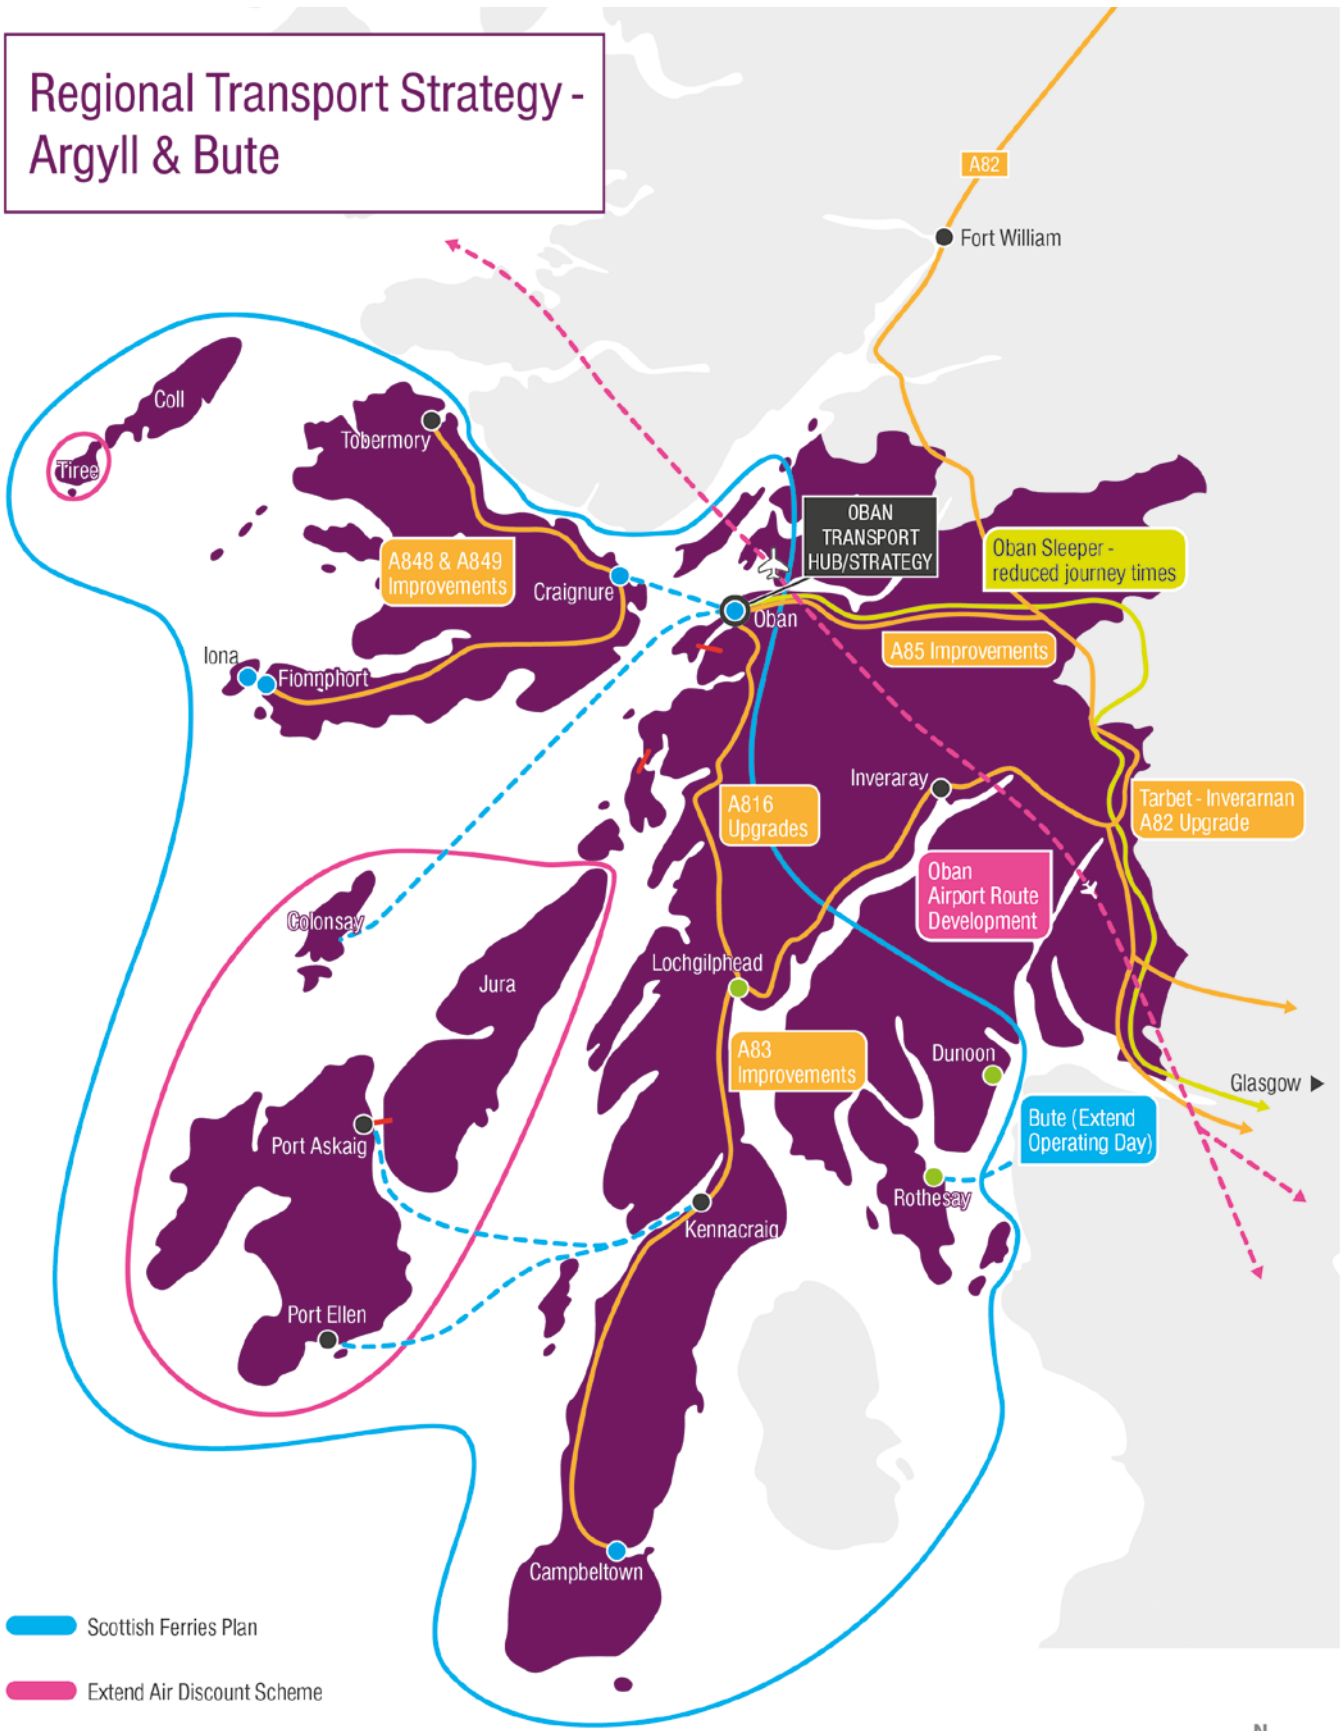 Regional Transport Strategy -
Argyll & Bute
A82
Fort William
Coll
Tiree
Tobermory
OBAN
TRANSPORT
HUB/STRATEGY
Oban Sleeper -
reduced journey times
A848 & A849
Improvements
Craignure
Oban
A85 Improvements
Iona
Fionnphort
Inveraray
A816
Upgrades
Tarbet - Inverarnan
A82 Upgrade
Oban
Airport Route
Development
Colonsay
Jura
Lochgilphead
A83
Improvements
Dunoon
Glasgow
Bute (Extend
Operating Day)
Port Askaig
Rothesay
Kennacraig
Port Ellen
Campbeltown
Scottish Ferries Plan
Extend Air Discount Scheme